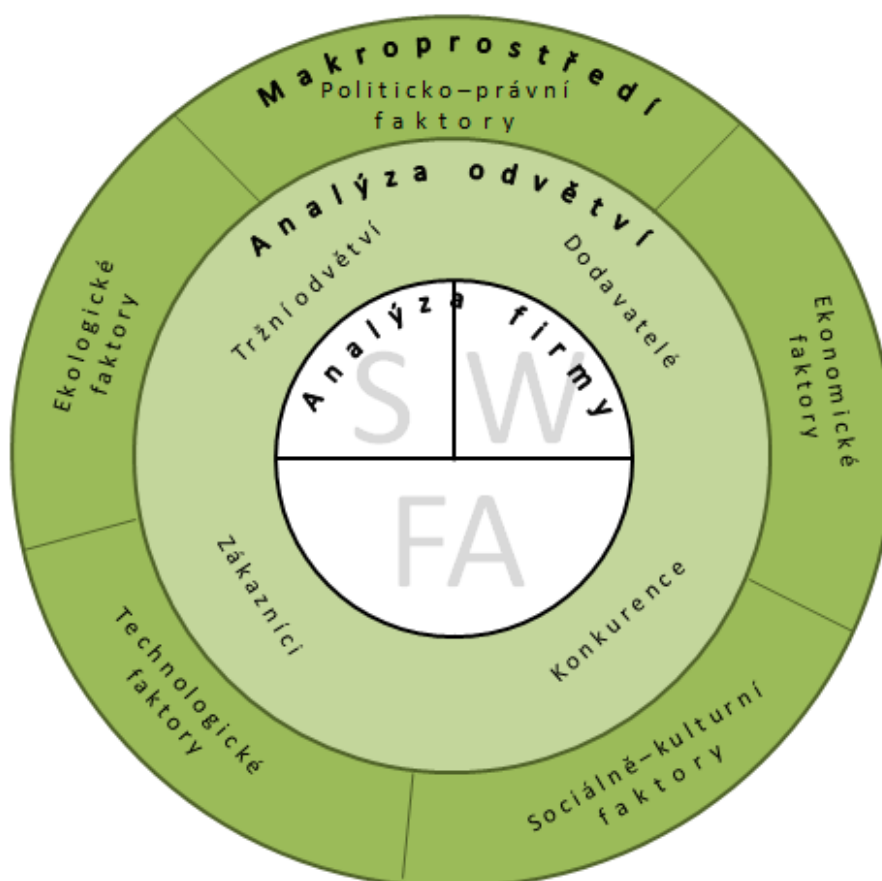 Makroprostředí
Politicko–právní
faktory
Analýza odvětví
Tržní odvětví
Dodavatelé
Ekologické
faktory
Ekonomické
faktory
Analýza firmy
S W
FA
Zákazníci
Konkurence
Technologické
faktory
Sociálně–kulturní
faktory